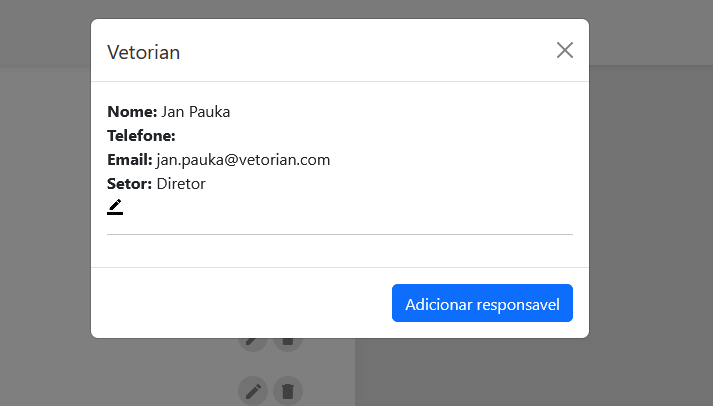 Vetorian
Nome: Jan Pauka
Telefone:
Email: jan.pauka@vetorian.com
Setor: Diretor
Adicionar responsavel